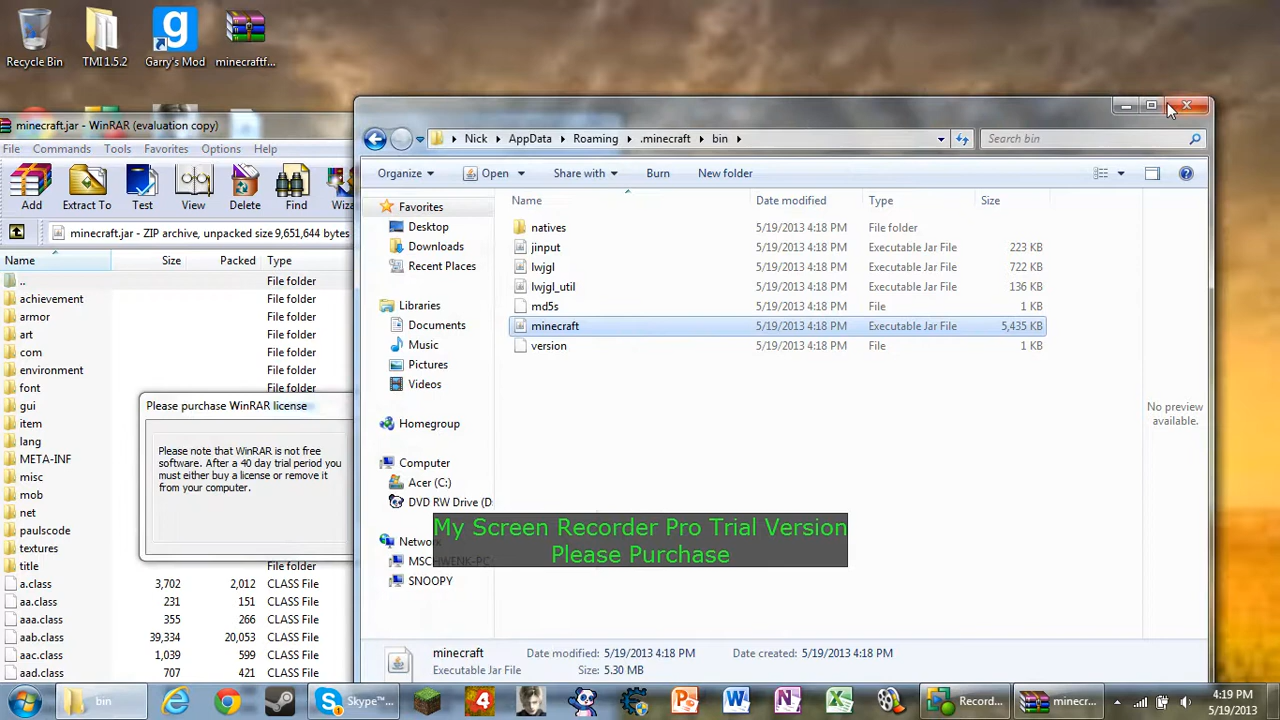 Recycle Bin
TMI 1.5.2
Garry's Mod
minecraftf...
minecraft.jar - WinRAR (evaluation copy)
File Commands Tools Favorites Options Help
Add Extract To Test View Delete Find Wiz
minecraft.jar - ZIP archive, unpacked size 9,651,644 bytes
Name Size Packed Type
.. File folder
achievement File folder
armor File folder
art File folder
com File folder
environment File folder
font File folder
gui
item
lang
META-INF
misc
mob
net
paulscode
textures
title File folder
a.class 3,702 2,012 CLASS File
aa.class 231 151 CLASS File
aaa.class 355 266 CLASS File
aab.class 39,334 20,053 CLASS File
aac.class 1,039 599 CLASS File
aad.class 707 421 CLASS File
Please purchase WinRAR license
Please note that WinRAR is not free
software. After a 40 day trial period you
must either buy a license or remove it
from your computer.
Nick AppData Roaming .minecraft bin
Search bin
Organize Open Share with Burn New folder
Favorites
Desktop
Downloads
Recent Places
Libraries
Documents
Music
Pictures
Videos
Homegroup
Computer
Acer (C:)
DVD RW Drive (D
Network
MSCHWENK-PC
SNOOPY
Name Date modified Type Size
natives 5/19/2013 4:18 PM File folder
jinput 5/19/2013 4:18 PM Executable Jar File 223 KB
lwjgl 5/19/2013 4:18 PM Executable Jar File 722 KB
lwjgl_util 5/19/2013 4:18 PM Executable Jar File 136 KB
md5s 5/19/2013 4:18 PM File 1 KB
minecraft 5/19/2013 4:18 PM Executable Jar File 5,435 KB
version 5/19/2013 4:18 PM File 1 KB
No preview
available.
My Screen Recorder Pro Trial Version
Please Purchase
minecraft Date modified: 5/19/2013 4:18 PM Date created: 5/19/2013 4:18 PM
Executable Jar File Size: 5.30 MB
bin
Skype™...
Record...
minecr...
4:19 PM
5/19/2013